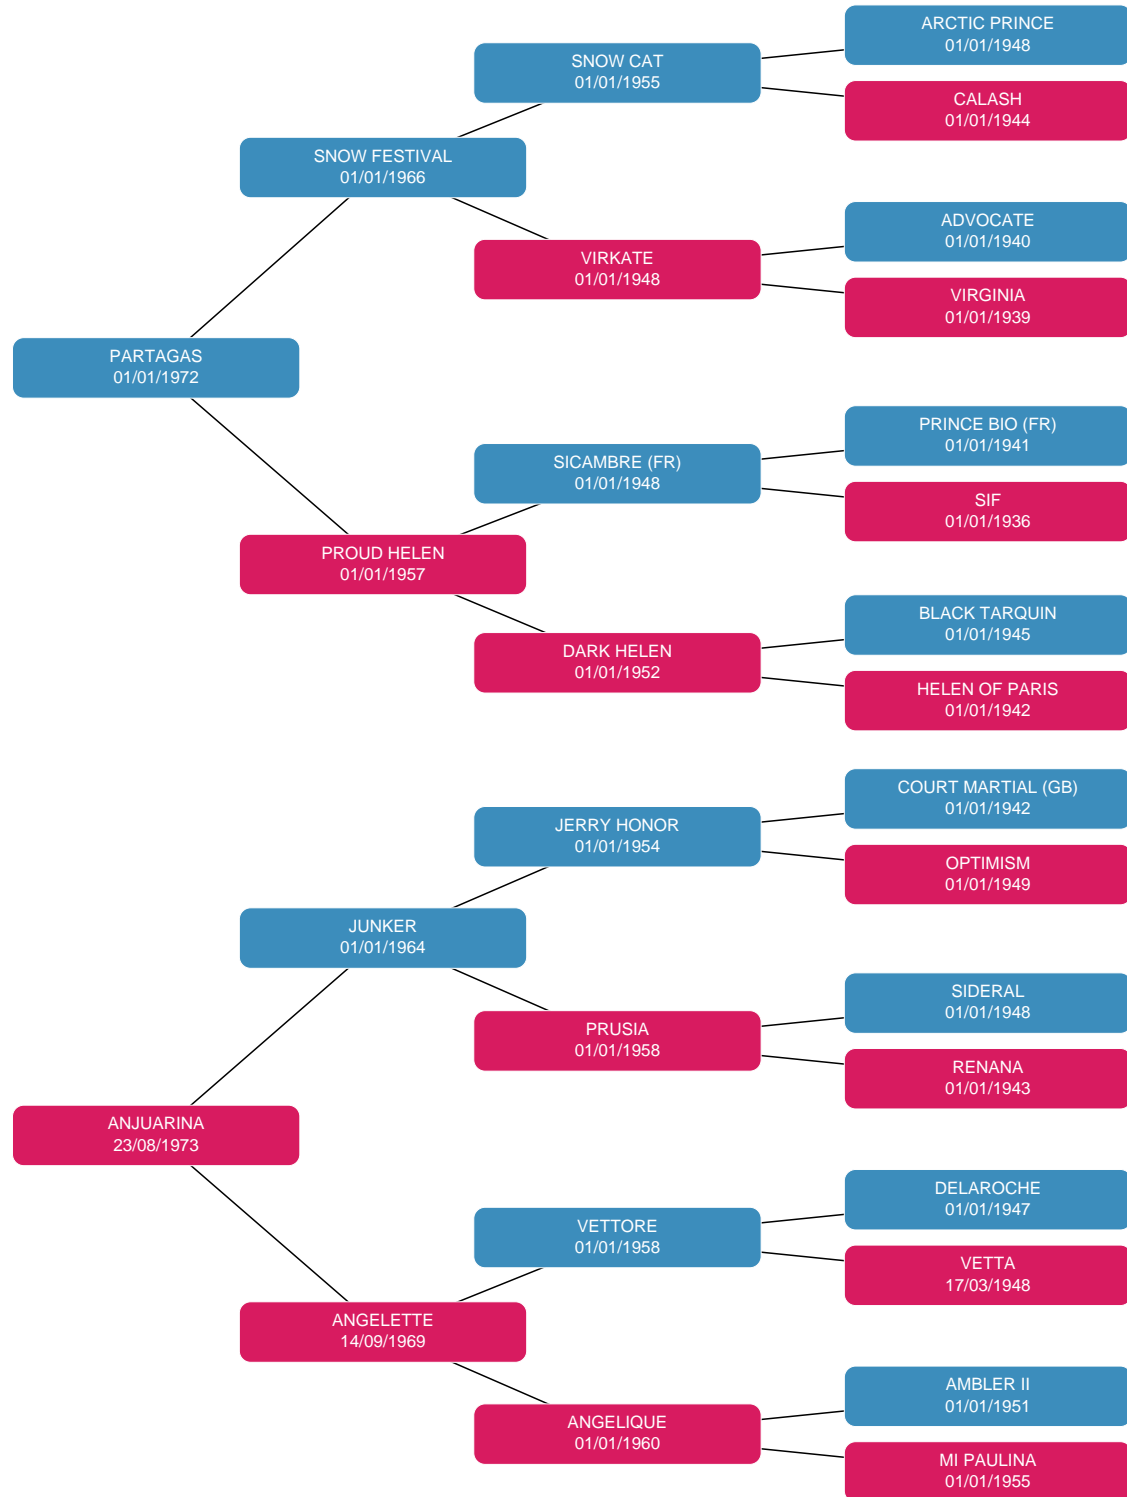 ARCTIC PRINCE
01/01/1948
SNOW CAT
01/01/1955
CALASH
01/01/1944
SNOW FESTIVAL
01/01/1966
ADVOCATE
01/01/1940
VIRKATE
01/01/1948
VIRGINIA
01/01/1939
PARTAGAS
01/01/1972
PRINCE BIO (FR)
01/01/1941
SICAMBRE (FR)
01/01/1948
SIF
01/01/1936
PROUD HELEN
01/01/1957
BLACK TARQUIN
01/01/1945
DARK HELEN
01/01/1952
HELEN OF PARIS
01/01/1942
COURT MARTIAL (GB)
01/01/1942
JERRY HONOR
01/01/1954
OPTIMISM
01/01/1949
JUNKER
01/01/1964
SIDERAL
01/01/1948
PRUSIA
01/01/1958
RENANA
01/01/1943
ANJUARINA
23/08/1973
DELAROCHE
01/01/1947
VETTORE
01/01/1958
VETTA
17/03/1948
ANGELETTE
14/09/1969
AMBLER II
01/01/1951
ANGELIQUE
01/01/1960
MI PAULINA
01/01/1955